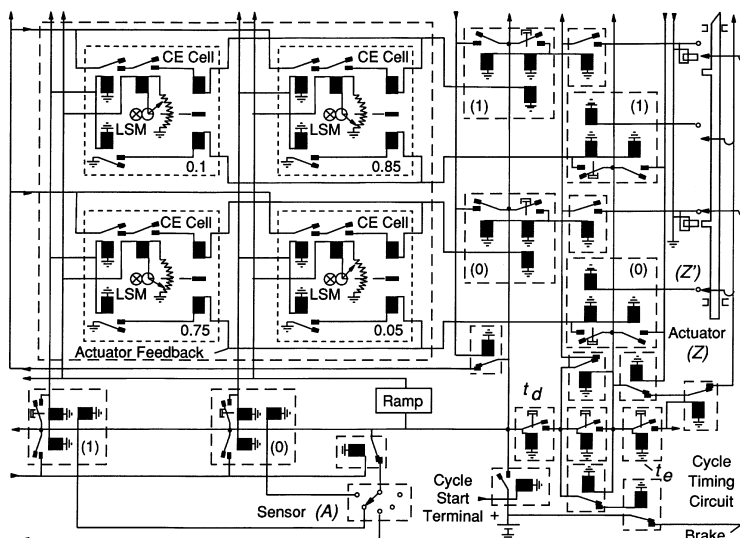 CE Cell
CE Cell
LSM
LSM
0.1
0.85
(1)
(1)
CE Cell
CE Cell
LSM
LSM
0.75
0.05
(0)
(0)
(Z')
Actuator Feedback
Actuator
(Z)
Ramp
t d
(1)
(0)
t e
Cycle
Timing
Circuit
Cycle
Start
Terminal +
Sensor (A)
Brake